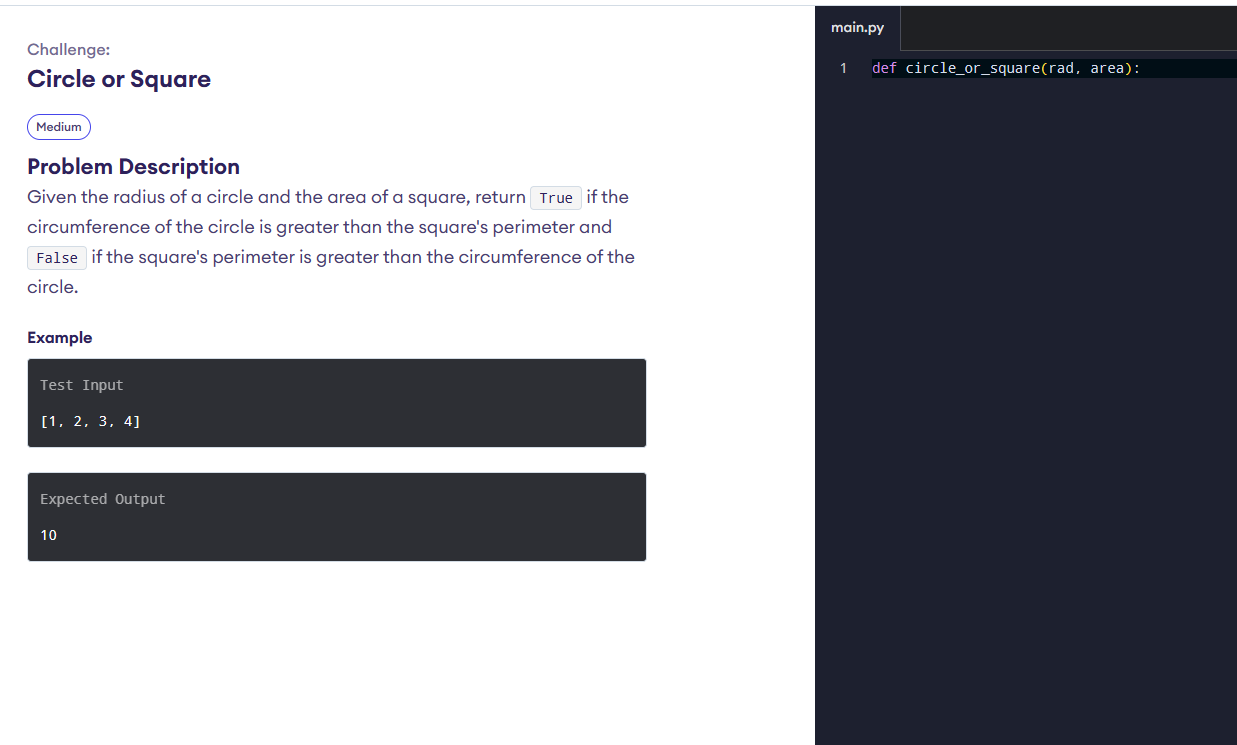 Challenge:
Circle or Square
Medium
Problem Description
Given the radius of a circle and the area of a square, return True if the
circumference of the circle is greater than the square's perimeter and
False if the square's perimeter is greater than the circumference of the
circle.
Example
Test Input
[1, 2, 3, 4]
Expected Output
10
main.py
1 def circle_or_square(rad, area):